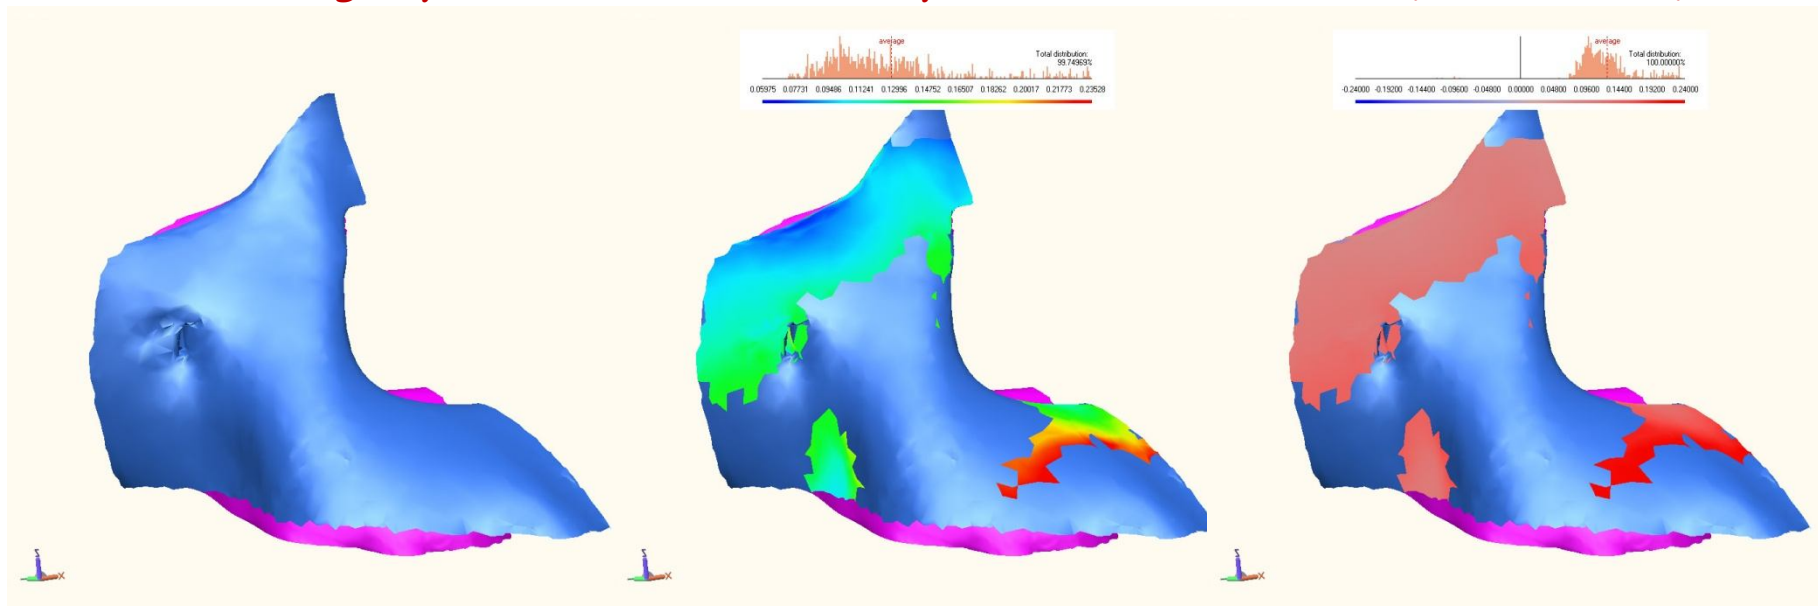 average
Total distribution:
99.74969%
0.05975 0.07731 0.09486 0.11241 0.12996 0.14752 0.16507 0.18262 0.20017 0.21773 0.23528
average
Total distribution:
100.00000%
-0.24000 -0.19200 -0.14400 -0.09600 -0.04800 0.00000 0.04800 0.09600 0.14400 0.19200 0.24000
Z
X
Z
X
Z
X